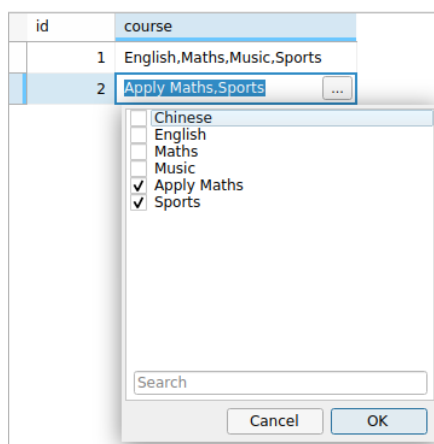 id course
1 English,Maths,Music,Sports
2 Apply Maths,Sports ...
Chinese
English
Maths
Music
Apply Maths
Sports
Search
Cancel OK